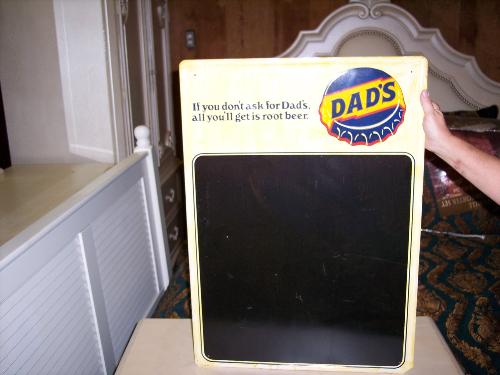 If you don't ask for Dad's,
all you'll get is root beer.
DAD'S